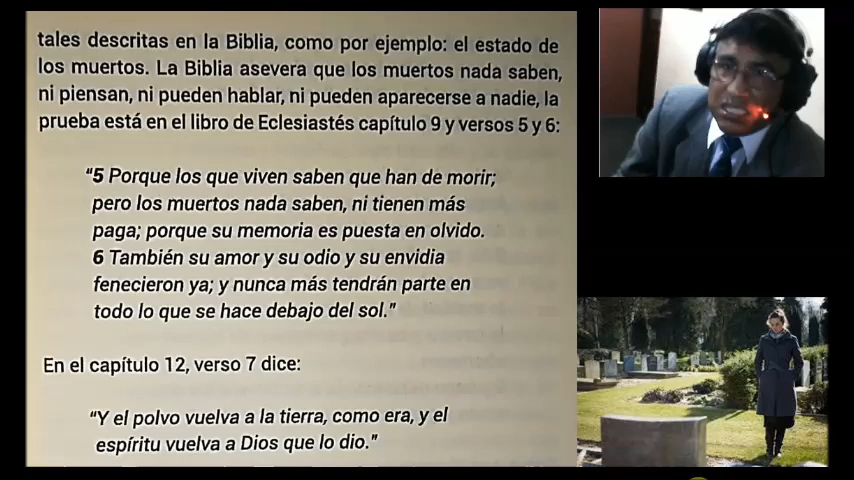 tales descritas en la Biblia, como por ejemplo: el estado de
los muertos. La Biblia asevera que los muertos nada saben,
ni piensan, ni pueden hablar, ni pueden aparecerse a nadie, la
prueba está en el libro de Eclesiastés capítulo 9 y versos 5 y 6:
“5 Porque los que viven saben que han de morir;
pero los muertos nada saben, ni tienen más
paga; porque su memoria es puesta en olvido.
6 También su amor y su odio y su envidia
fenecieron ya; y nunca más tendrán parte en
todo lo que se hace debajo del sol.”
En el capítulo 12, verso 7 dice:
“Y el polvo vuelva a la tierra, como era, y el
espíritu vuelva a Dios que lo dio.”